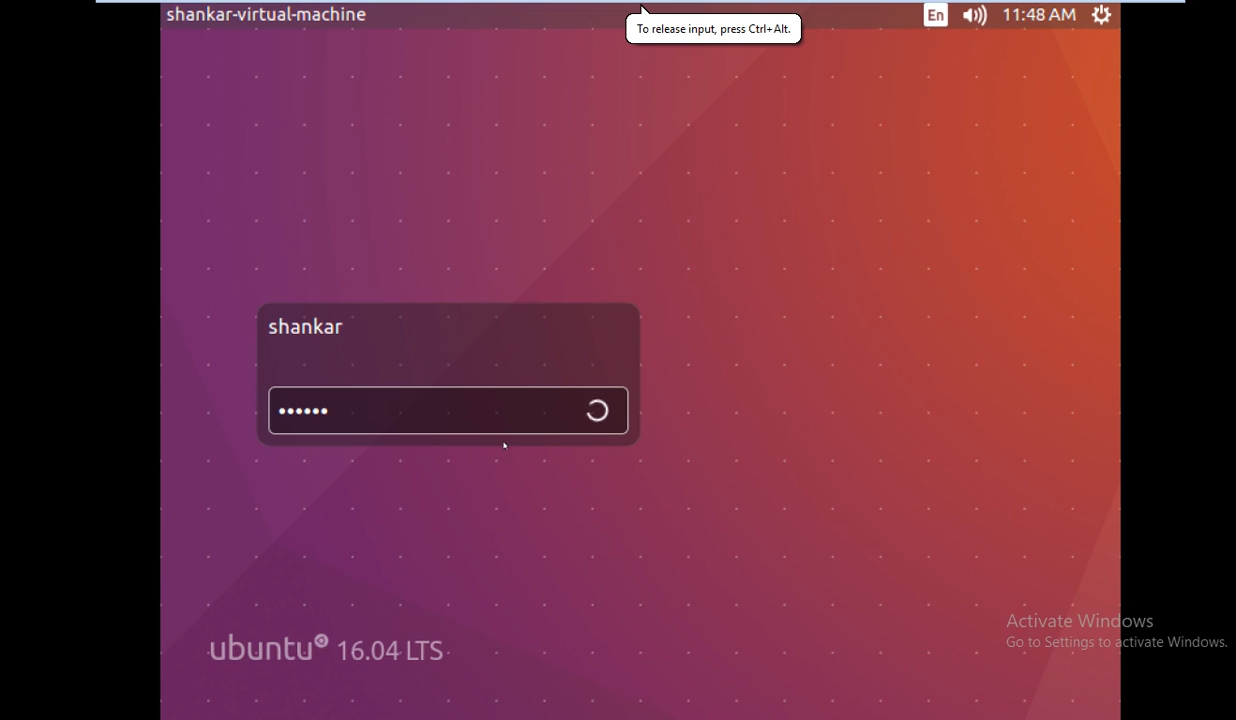 shankar-virtual-machine
En
11:48 AM
To release input, press Ctrl+Alt.
shankar
••••••
ubuntu® 16.04 LTS
Activate Windows
Go to Settings to activate Windows.